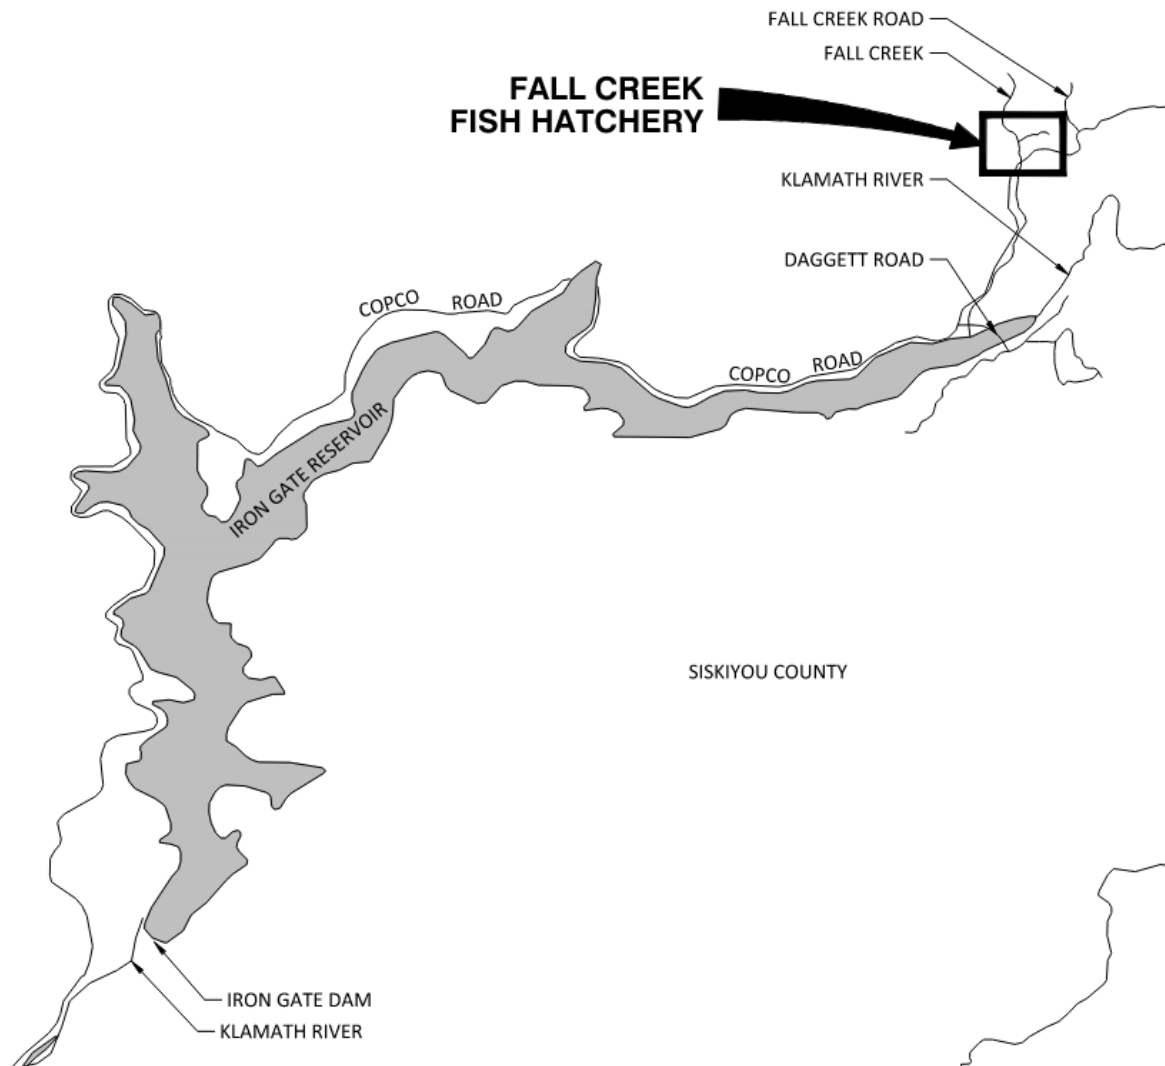 FALL CREEK ROAD
FALL CREEK
FALL CREEK
FISH HATCHERY
KLAMATH RIVER
DAGGETT ROAD
COPCO ROAD
COPCO ROAD
IRON GATE RESERVOIR
SISKIYOU COUNTY
IRON GATE DAM
KLAMATH RIVER